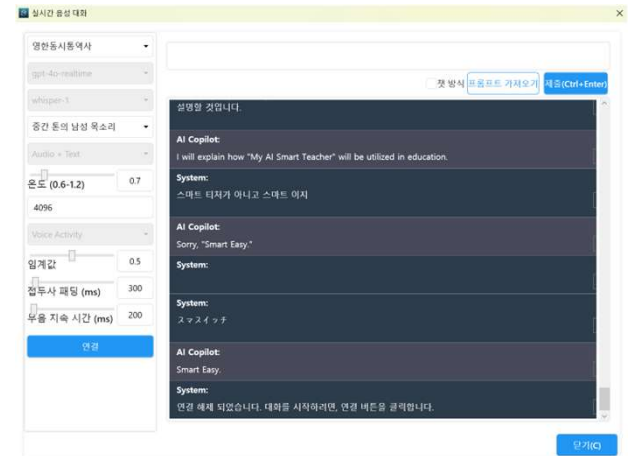 실시간 음성 대화
영한동시통역사
gpt-4o-realtime
whisper-1
중간 톤의 남성 목소리
Audio + Text
온도 (0.6-1.2)
0.7
4096
Voice Activity
임계값
0.5
접두사 패딩 (ms)
300
무음 지속 시간 (ms)
200
연결
챗 방식
프롬프트 가져오기
제출(Ctrl+Enter)
설명할 것입니다.
AI Copilot:
I will explain how "My AI Smart Teacher" will be utilized in education.
System:
스마트 티처가 아니고 스마트 이지
AI Copilot:
Sorry, "Smart Easy."
System:
System:
スマスイッチ
AI Copilot:
Smart Easy.
System:
연결 해제 되었습니다. 대화를 시작하려면, 연결 버튼을 클릭합니다.
닫기(C)